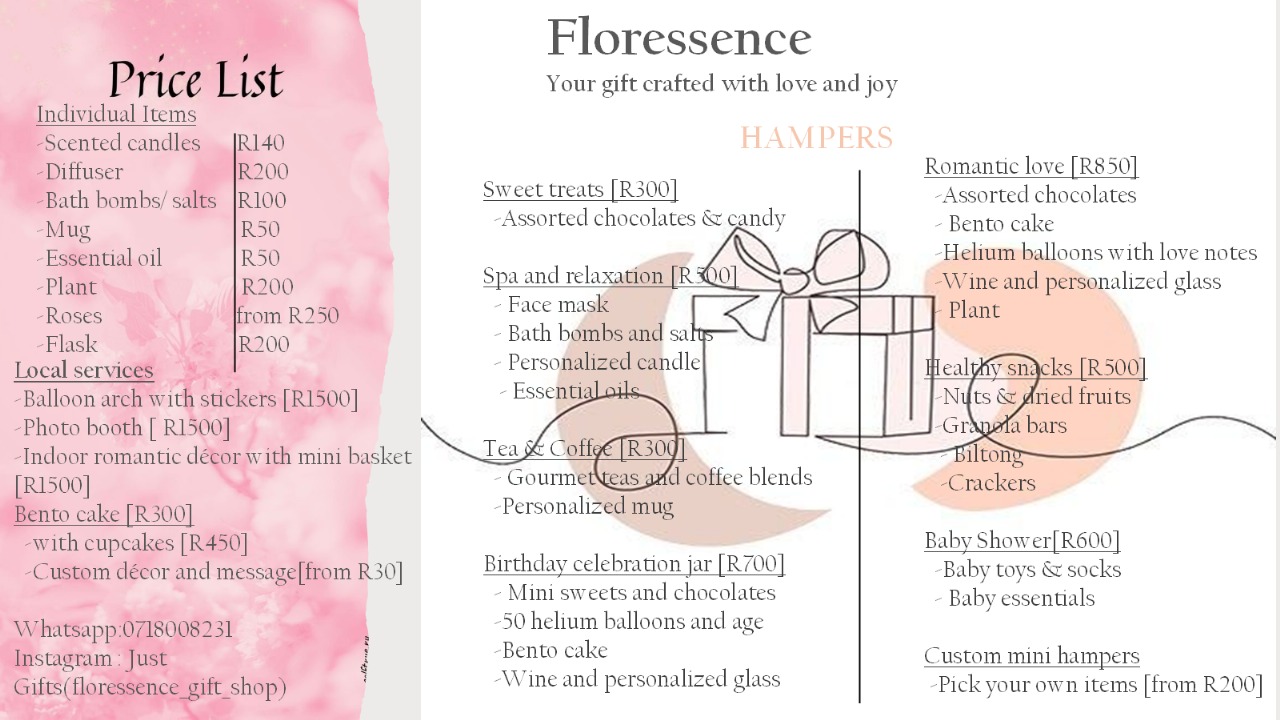 Price List
Individual Items
-Scented candles R140
-Diffuser R200
-Bath bombs/ salts R100
-Mug R50
-Essential oil R50
-Plant R200
-Roses from R250
-Flask R200
Local services
-Balloon arch with stickers [R1500]
-Photo booth [ R1500]
-Indoor romantic décor with mini basket
[R1500]
Bento cake [R300]
-with cupcakes [R450]
-Custom décor and message[from R30]
Whatsapp:0718008231
Instagram : Just
Gifts(floressence_gift_shop)
Floressence
Your gift crafted with love and joy
HAMPERS
Sweet treats [R300]
-Assorted chocolates & candy
Spa and relaxation [R500]
- Face mask
- Bath bombs and salts
- Personalized candle
- Essential oils
Tea & Coffee [R300]
- Gourmet teas and coffee blends
-Personalized mug
Birthday celebration jar [R700]
- Mini sweets and chocolates
-50 helium balloons and age
-Bento cake
-Wine and personalized glass
Romantic love [R850]
-Assorted chocolates
- Bento cake
-Helium balloons with love notes
-Wine and personalized glass
- Plant
Healthy snacks [R500]
-Nuts & dried fruits
-Granola bars
- Biltong
-Crackers
Baby Shower[R600]
-Baby toys & socks
- Baby essentials
Custom mini hampers
-Pick your own items [from R200]